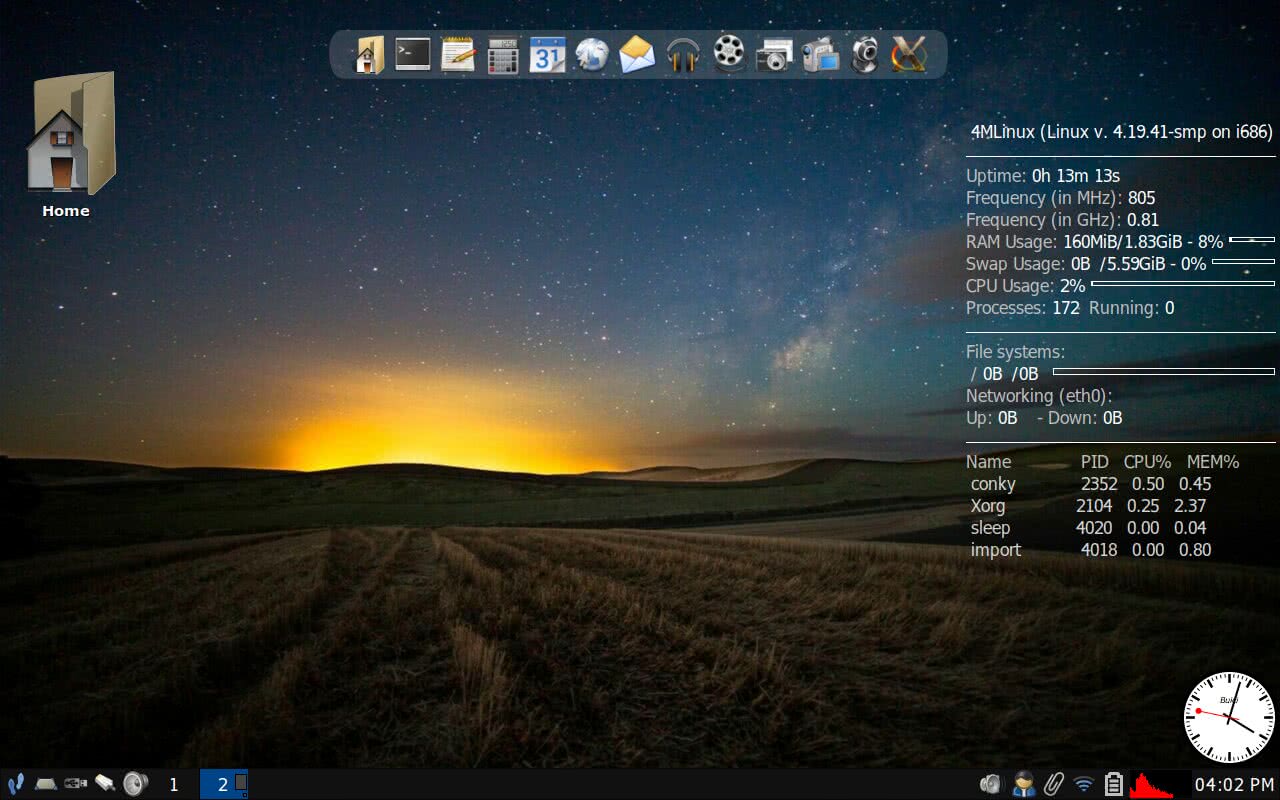 31
Home
4MLinux (Linux v. 4.19.41-smp on i686)
Uptime: 0h 13m 13s
Frequency (in MHz): 805
Frequency (in GHz): 0.81
RAM Usage: 160MiB/1.83GiB - 8%
Swap Usage: 0B /5.59GiB - 0%
CPU Usage: 2%
Processes: 172 Running: 0
File systems:
/ 0B /0B
Networking (eth0):
Up: 0B - Down: 0B
Name PID CPU% MEM%
conky 2352 0.50 0.45
Xorg 2104 0.25 2.37
sleep 4020 0.00 0.04
import 4018 0.00 0.80
1 2 04:02 PM